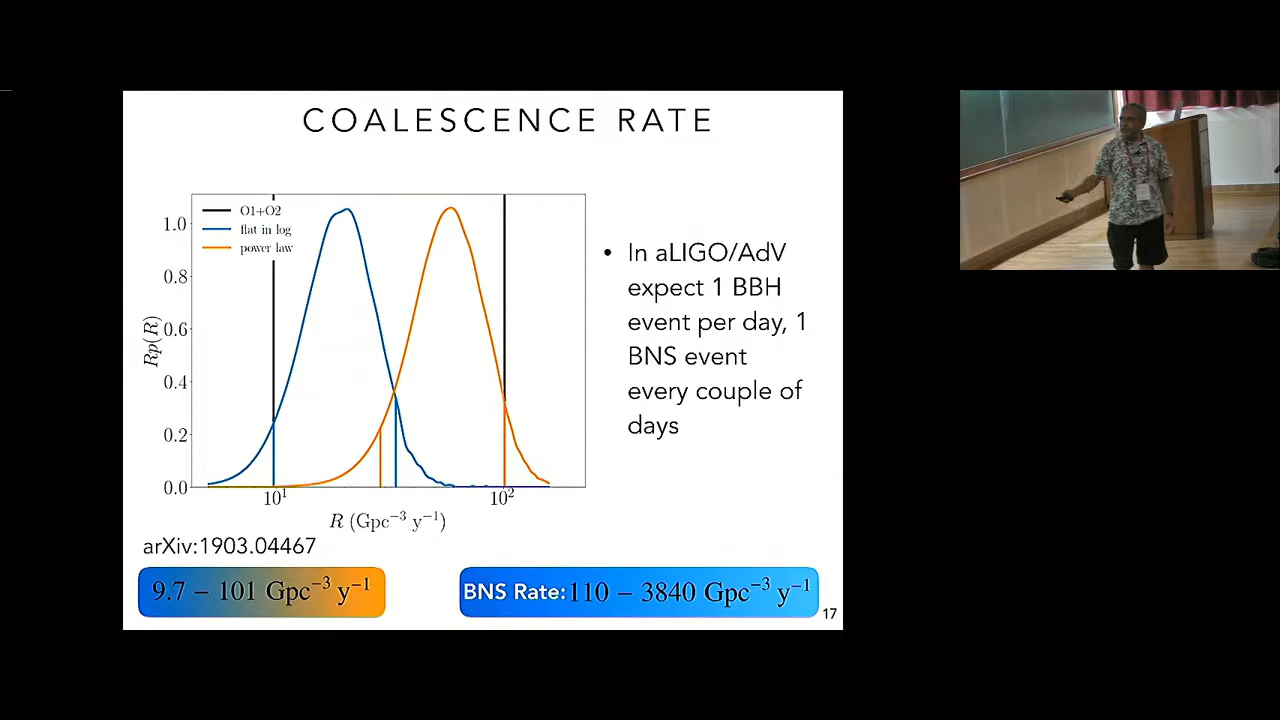 COALESCENCE RATE
O1+O2
flat in log
power law
1.0
0.8
0.6
0.4
0.2
0.0
Rp(R)
10¹
10²
R (Gpc⁻³ y⁻¹)
• In aLIGO/AdV
expect 1 BBH
event per day, 1
BNS event
every couple of
days
arXiv:1903.04467
9.7 – 101 Gpc⁻³ y⁻¹
BNS Rate: 110 – 3840 Gpc⁻³ y⁻¹
17